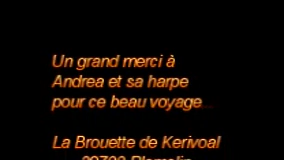 Un grand merci à
Andrea et sa harpe
pour ce beau voyage...
La Brouette de Kerivoal